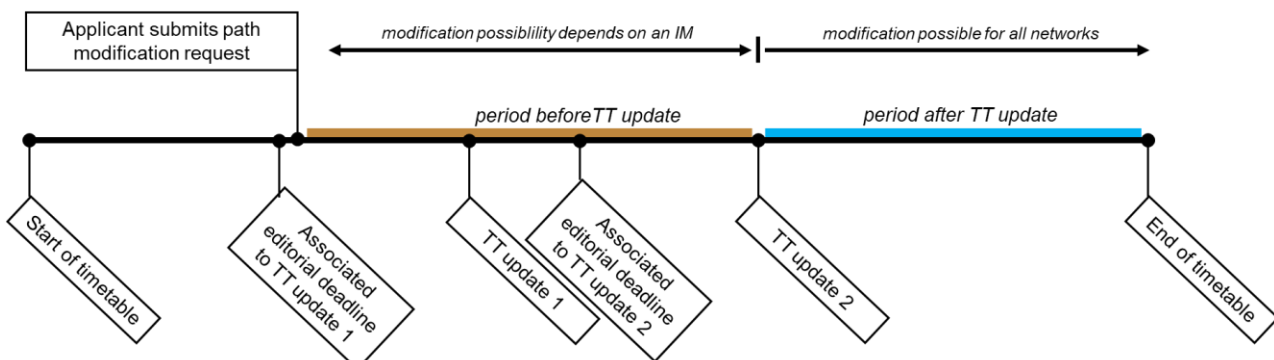 Applicant submits path
modification request
modification possiblility depends on an IM
modification possible for all networks
period before TT update
period after TT update
Start of timetable
Associated
editorial deadline
to TT update 1
TT update 1
Associated
editorial deadline
to TT update 2
TT update 2
End of timetable